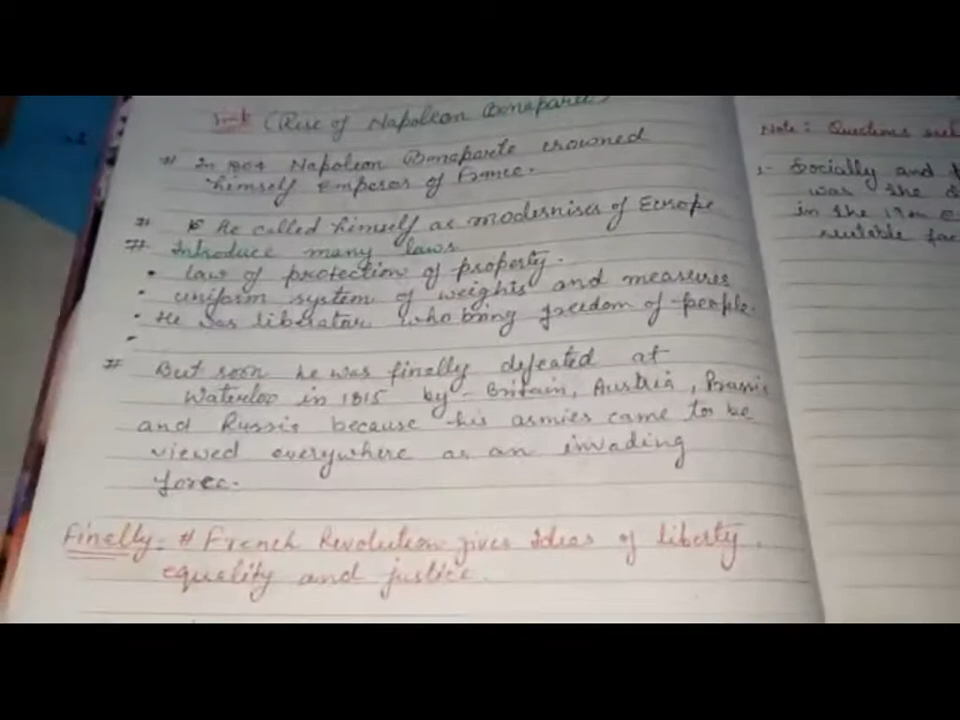 (Rise of Napoleon Bonaparte)
# In 1804 Napoleon Bonaparte crowned
himself emperor of France.
# He called himself as moderniser of Europe
# Introduce many laws
• law of protection of property.
• uniform system of weights and measures
• He was liberator who bring freedom of people.
# But soon he was finally defeated at
Waterloo in 1815 by - Britain, Austria, Prussia
and Russia because his armies came to be
viewed everywhere as an invading
force.
Finally: # French Revolution gives ideas of liberty,
equality and justice.
Note: Questions
1- Socially and
was the
in the
suitable